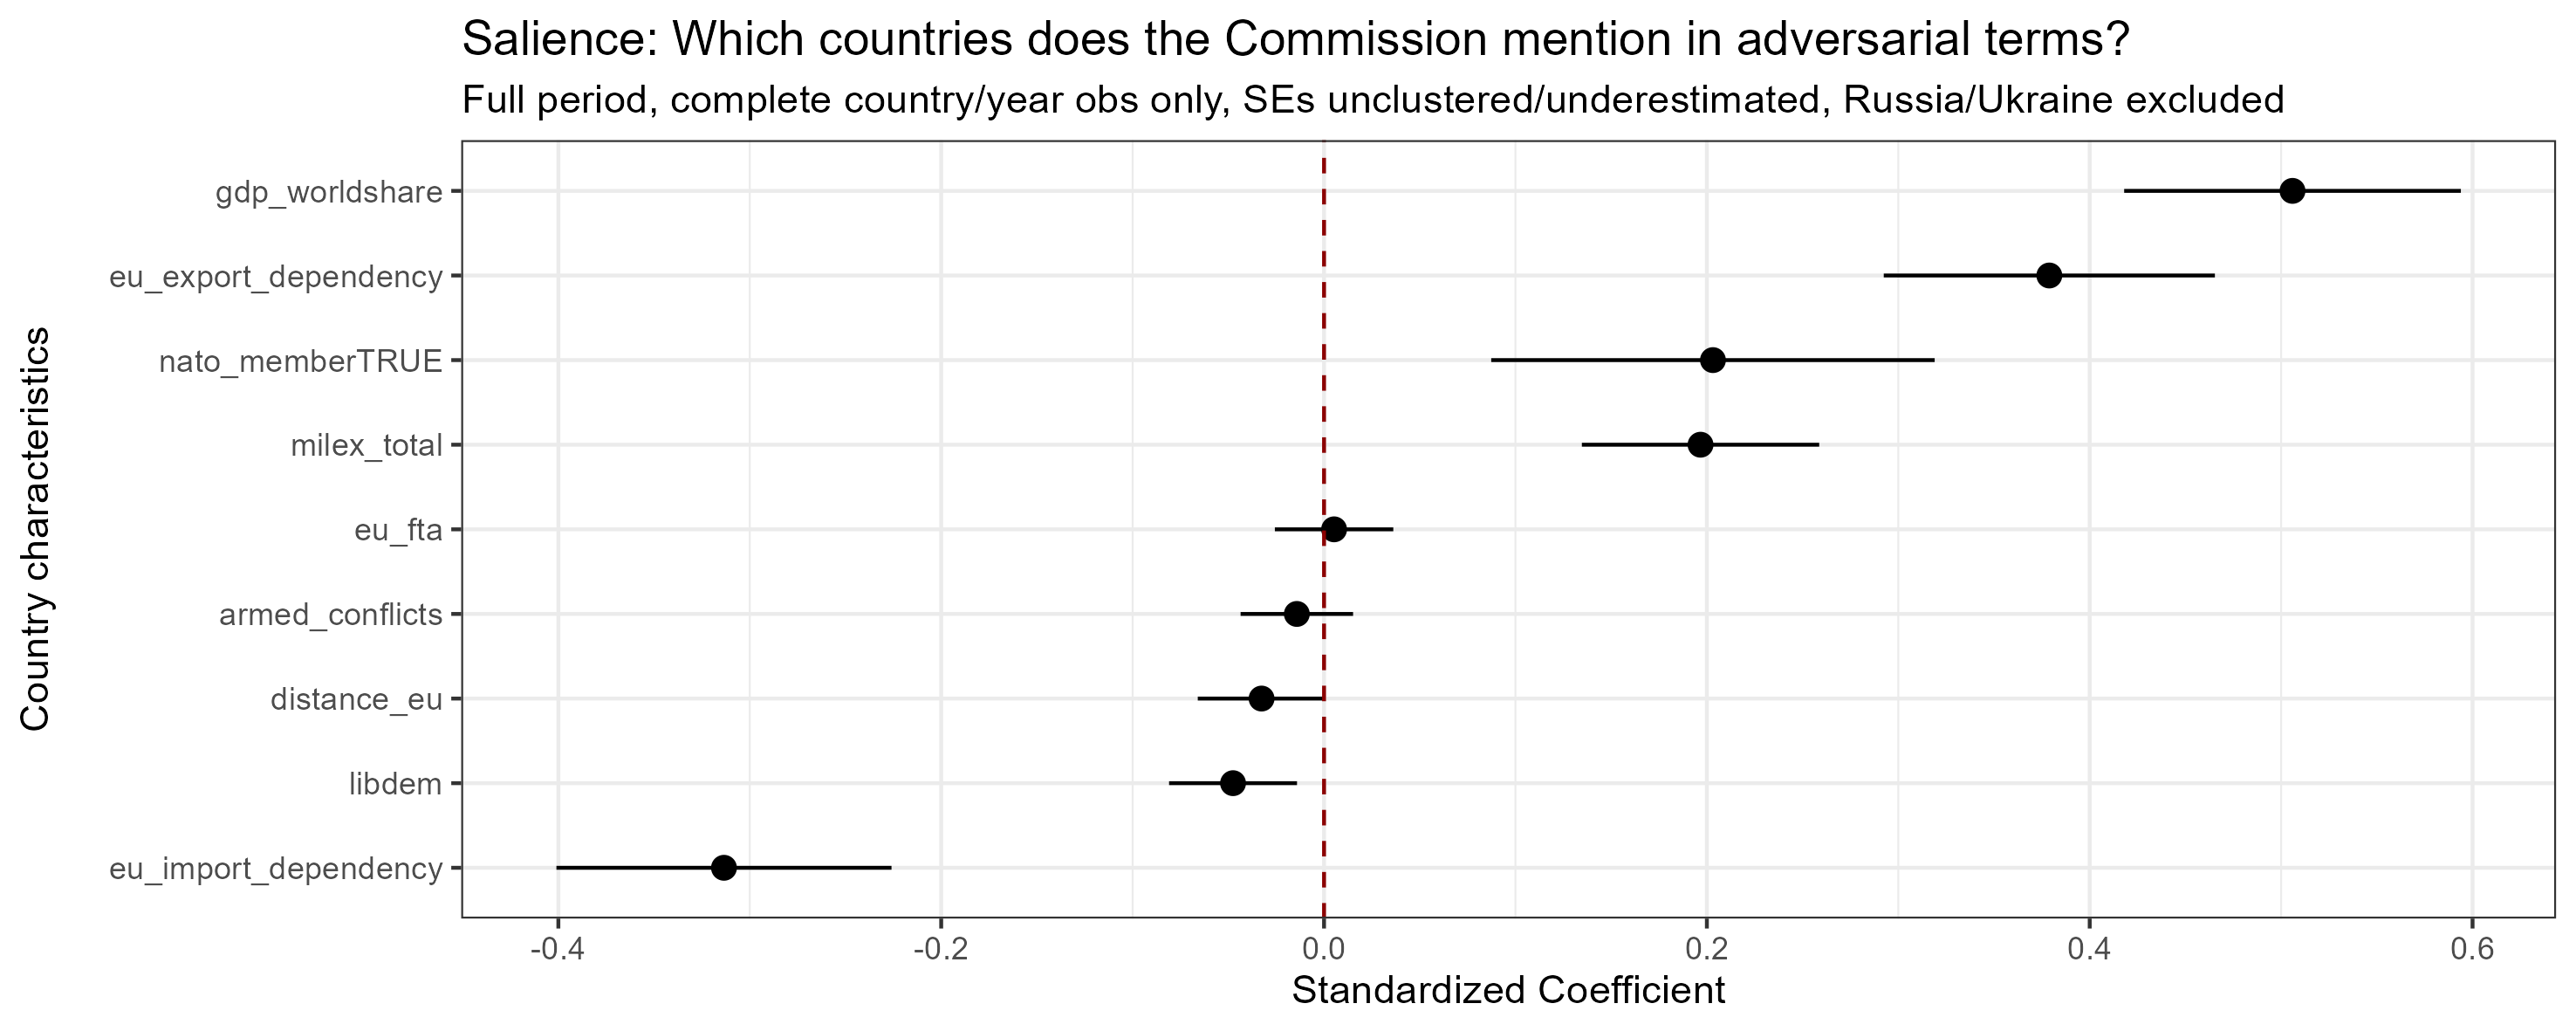 Salience: Which countries does the Commission mention in adversarial terms?
Full period, complete country/year obs only, SEs unclustered/underestimated, Russia/Ukraine excluded
Country characteristics
gdp_worldshare
eu_export_dependency
nato_memberTRUE
milex_total
eu_fta
armed_conflicts
distance_eu
libdem
eu_import_dependency
-0.4 -0.2 0.0 0.2 0.4 0.6
Standardized Coefficient